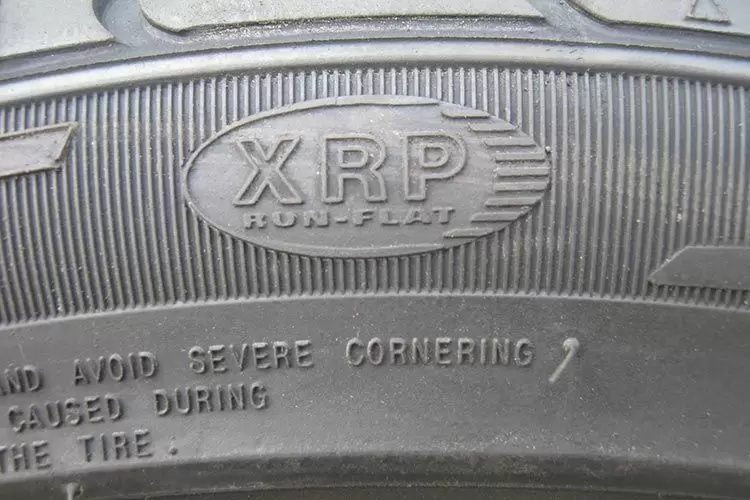 XRP
RUN-FLAT
AND AVOID SEVERE CORNERING
CAUSED DURING
THE TIRE.